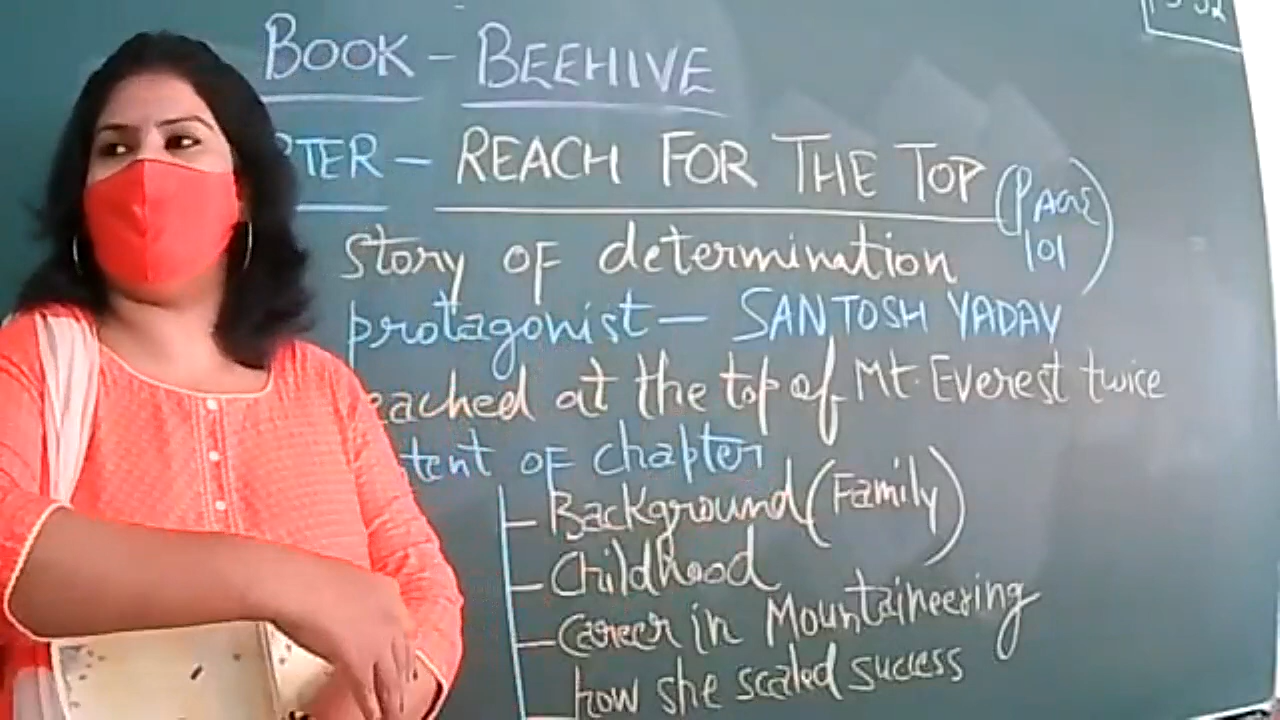 BOOK - BEEHIVE
PTER - REACH FOR THE TOP (PAGE 101)
Story OF determination
protagonist - SANTOSH YADAV
eached at the top of Mt. Everest twice
tent OF chapter
Background (Family)
Childhood
Career in Mountaineering
how she scaled success